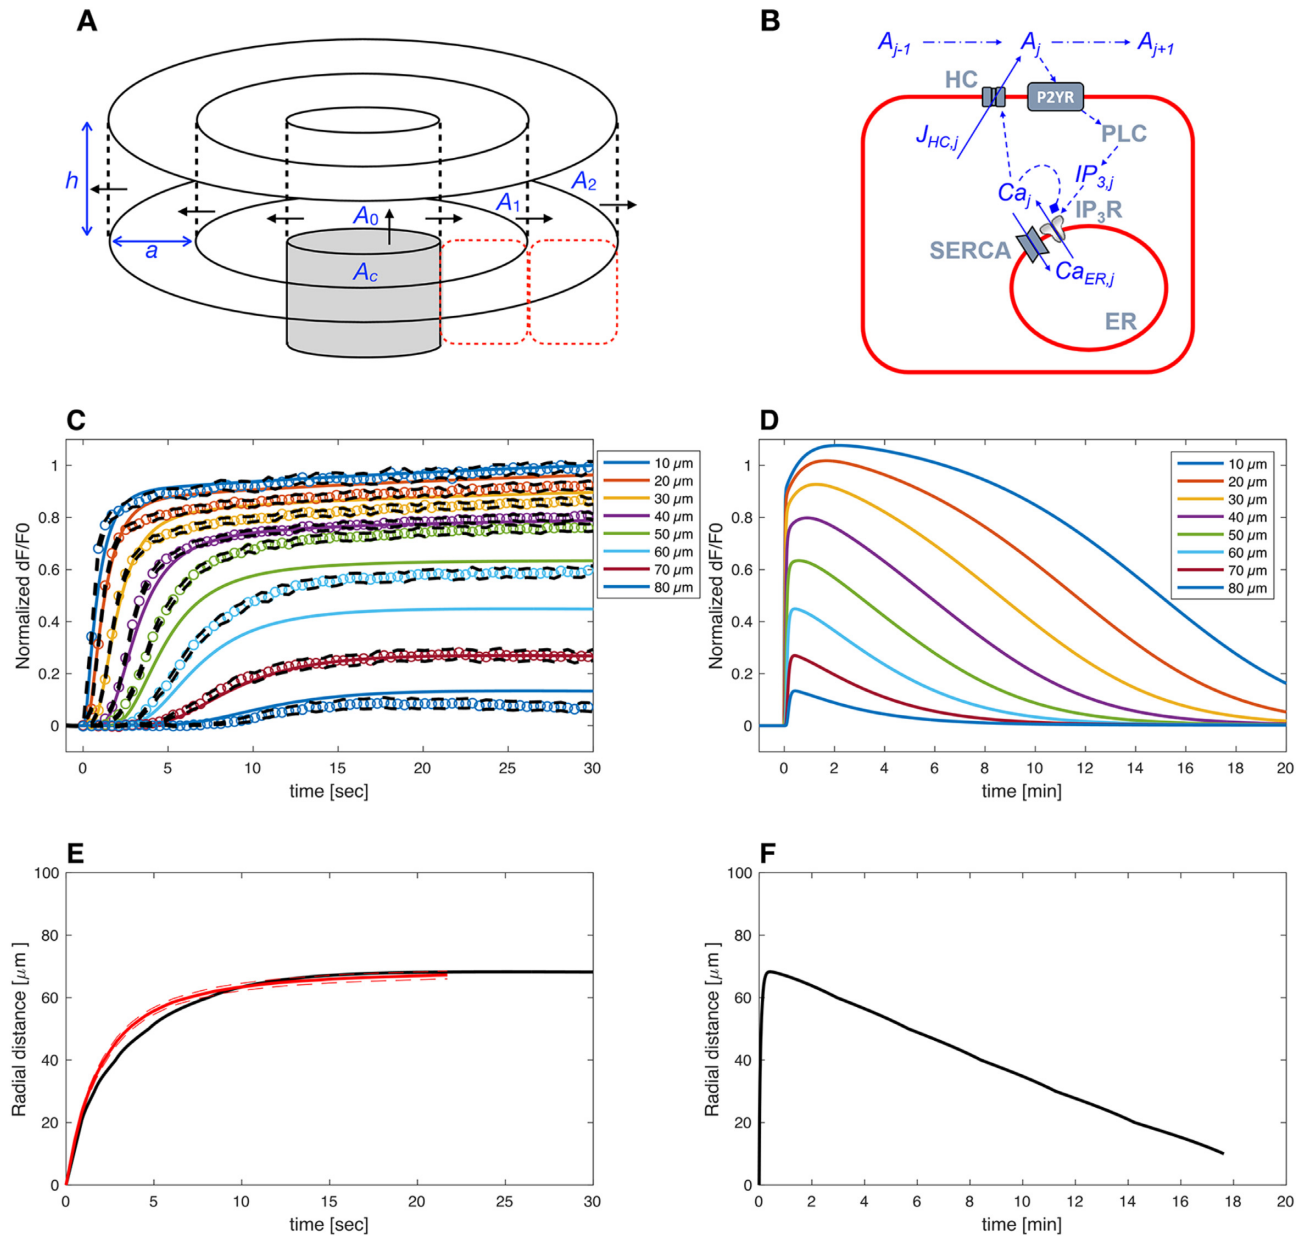 A
h
a
A0
A1
A2
Ac
B
Aj-1
Aj
Aj+1
HC
P2YR
JHC,j
PLC
IP3,j
Caj
IP3R
SERCA
CaER,j
ER
C
Normalized dF/F0
1
0.8
0.6
0.4
0.2
0
0 5 10 15 20 25 30
time [sec]
10 μm
20 μm
30 μm
40 μm
50 μm
60 μm
70 μm
80 μm
D
Normalized dF/F0
1
0.8
0.6
0.4
0.2
0
0 2 4 6 8 10 12 14 16 18 20
time [min]
10 μm
20 μm
30 μm
40 μm
50 μm
60 μm
70 μm
80 μm
E
Radial distance [μm ]
100
80
60
40
20
0
0 5 10 15 20 25 30
time [sec]
F
Radial distance [μm]
100
80
60
40
20
0
0 2 4 6 8 10 12 14 16 18 20
time [min]